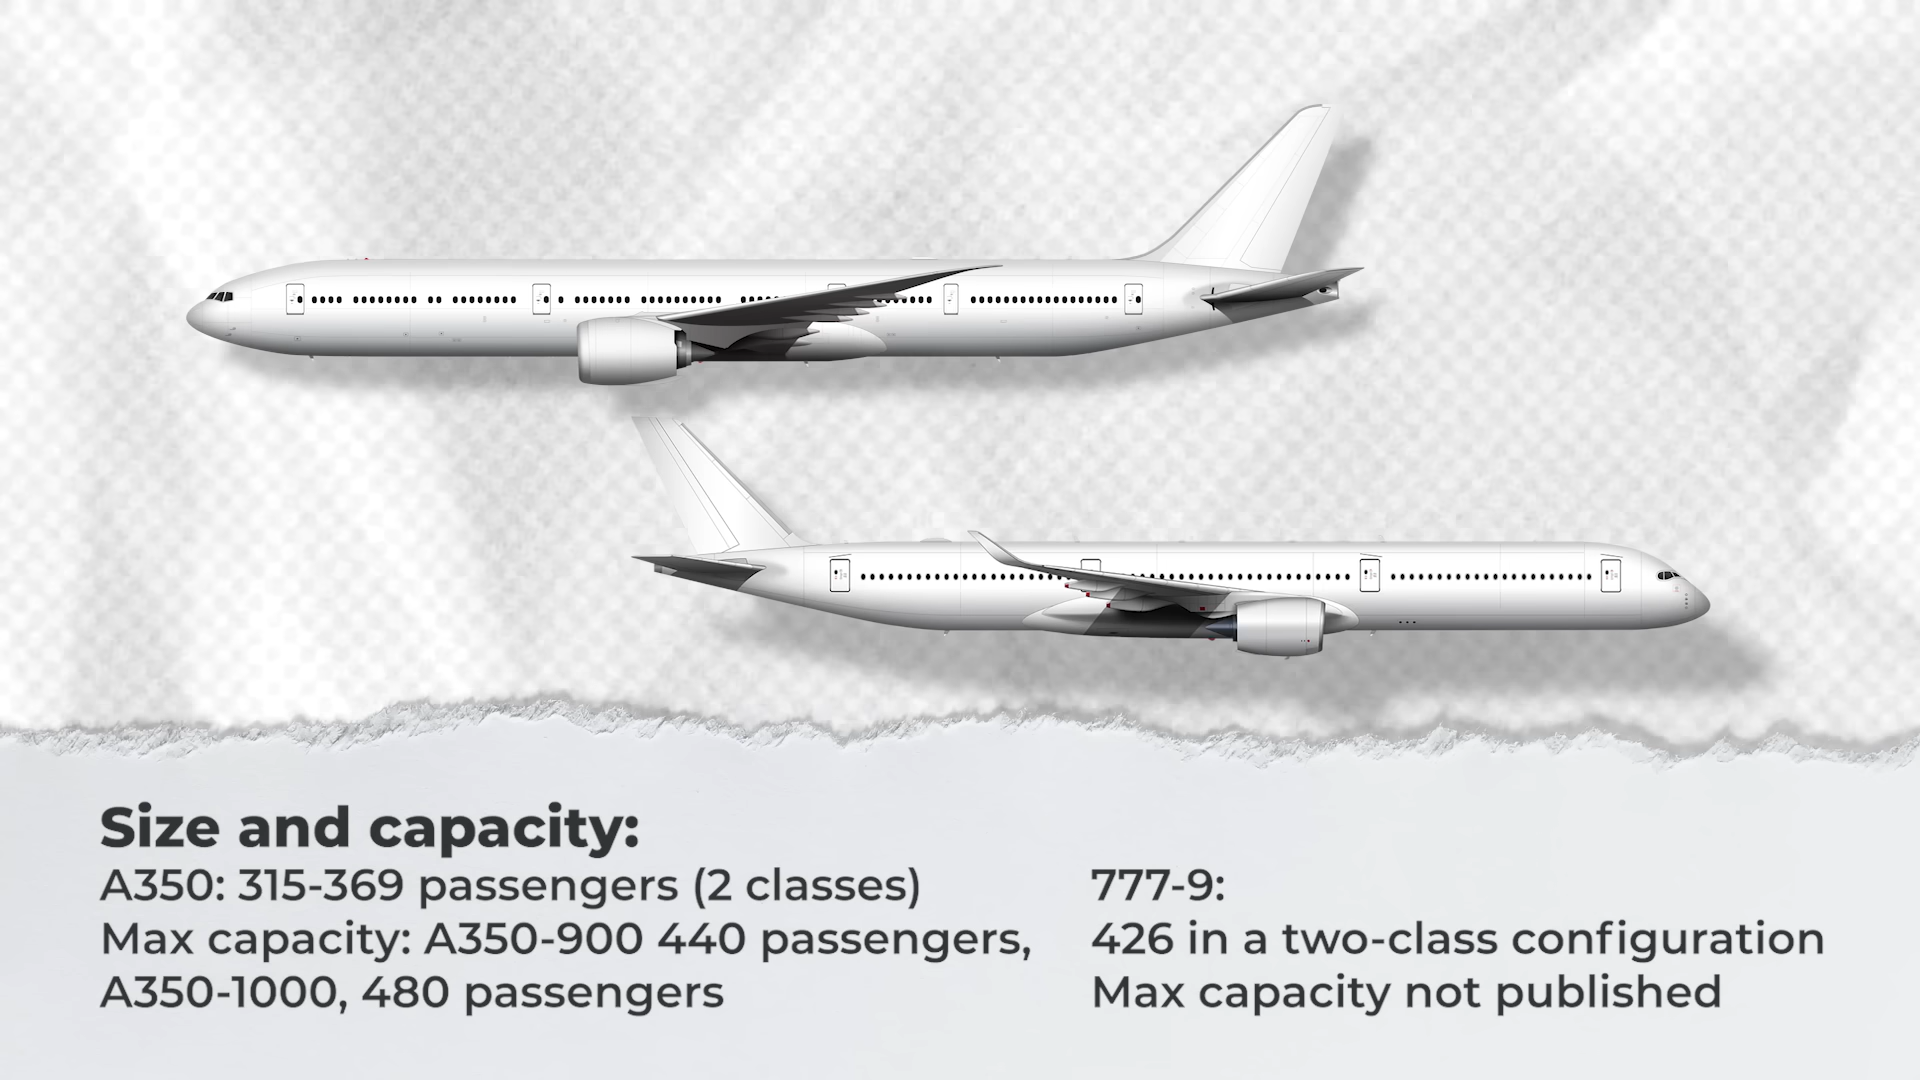 Size and capacity:
A350: 315-369 passengers (2 classes)
Max capacity: A350-900 440 passengers,
A350-1000, 480 passengers
777-9:
426 in a two-class configuration
Max capacity not published